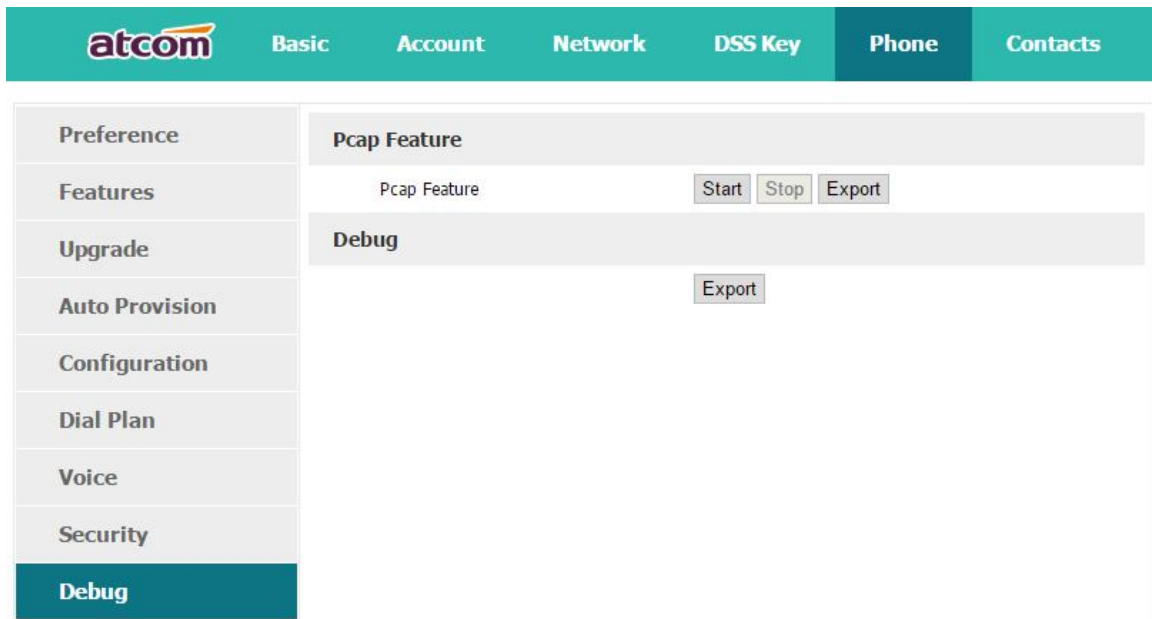 atcom Basic Account Network DSS Key Phone Contacts
Preference
Pcap Feature
Features
Pcap Feature Start Stop Export
Upgrade
Debug
Auto Provision
Export
Configuration
Dial Plan
Voice
Security
Debug